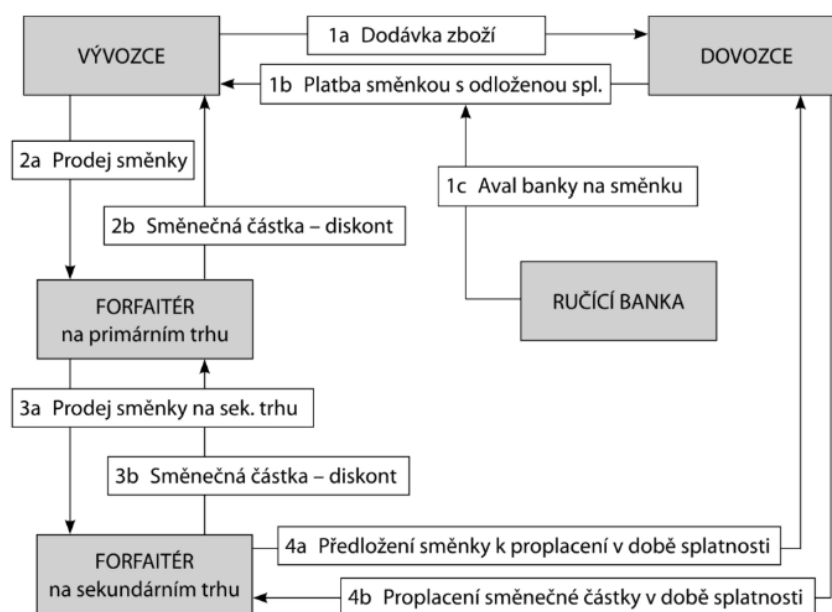 VÝVOZCE
1a Dodávka zboží
DOVOZCE
1b Platba směnkou s odloženou spl.
2a Prodej směnky
1c Aval banky na směnku
2b Směnečná částka – diskont
FORFAITÉR
na primárním trhu
RUČÍCÍ BANKA
3a Prodej směnky na sek. trhu
3b Směnečná částka – diskont
FORFAITÉR
na sekundárním trhu
4a Předložení směnky k proplacení v době splatnosti
4b Proplacení směnečné částky v době splatnosti